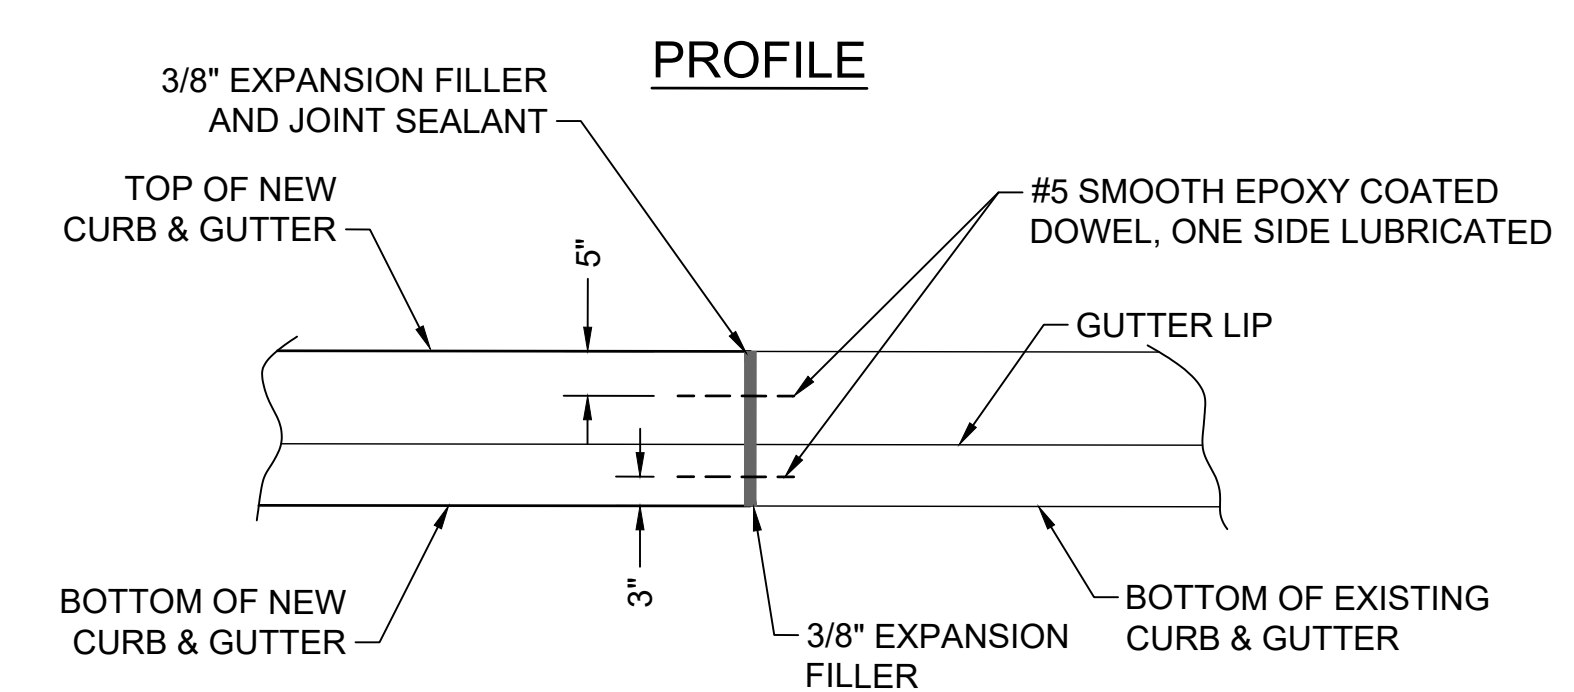 PROFILE
3/8" EXPANSION FILLER
AND JOINT SEALANT
TOP OF NEW
CURB & GUTTER
5"
#5 SMOOTH EPOXY COATED
DOWEL, ONE SIDE LUBRICATED
GUTTER LIP
BOTTOM OF NEW
CURB & GUTTER
3"
3/8" EXPANSION
FILLER
BOTTOM OF EXISTING
CURB & GUTTER